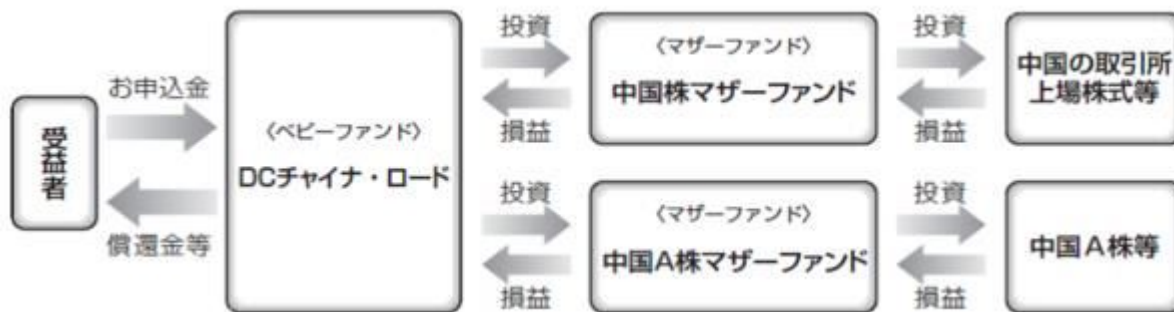 受益者
お申込金
償還金等
〈ベビーファンド〉
DCチャイナ・ロード
投資
損益
〈マザーファンド〉
中国株マザーファンド
投資
損益
中国の取引所
上場株式等
投資
損益
〈マザーファンド〉
中国A株マザーファンド
投資
損益
中国A株等